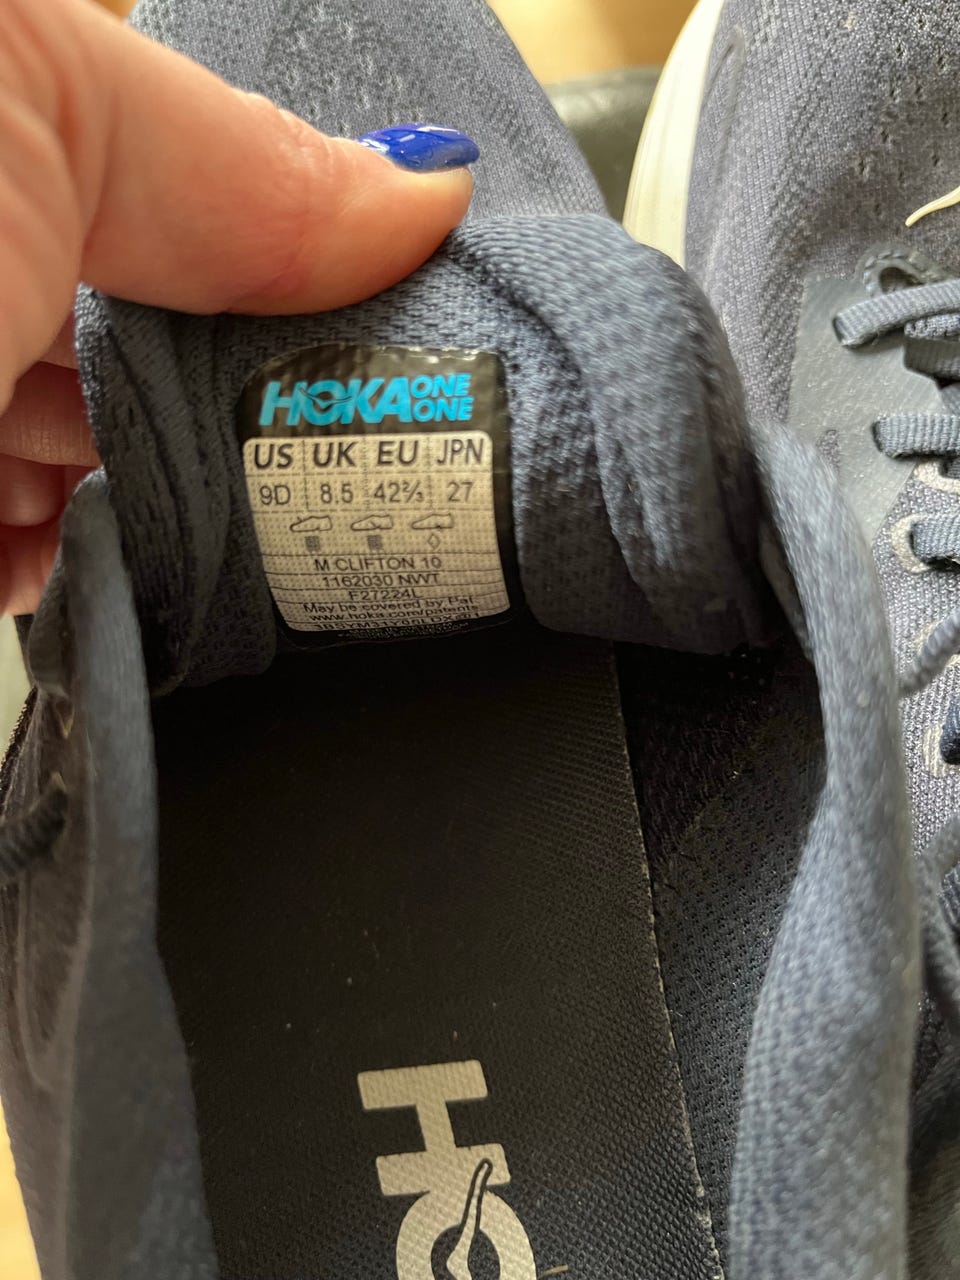 HOKA ONE ONE
US UK EU JPN
9D 8.5 42⅔ 27
M CLIFTON 10
1162030 NWT
F27224L
May be covered by Pat.
www.hoka.com/patents
HO